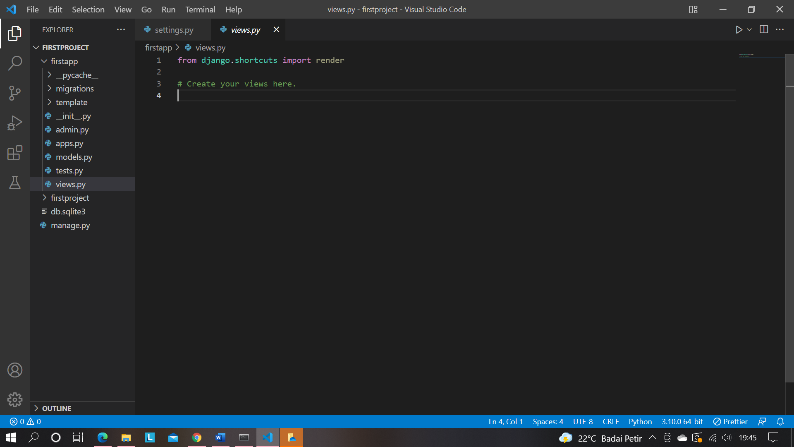 File Edit Selection View Go Run Terminal Help
views.py - firstproject - Visual Studio Code
EXPLORER
settings.py
views.py
FIRSTPROJECT
firstapp
__pycache__
migrations
template
__init__.py
admin.py
apps.py
models.py
tests.py
views.py
firstproject
db.sqlite3
manage.py
OUTLINE
firstapp > views.py
1 from django.shortcuts import render
2
3 # Create your views here.
4
0 0
Ln 4, Col 1 Spaces: 4 UTF-8 CRLF Python 3.10.0 64-bit Prettier
22°C Badai Petir 19:45